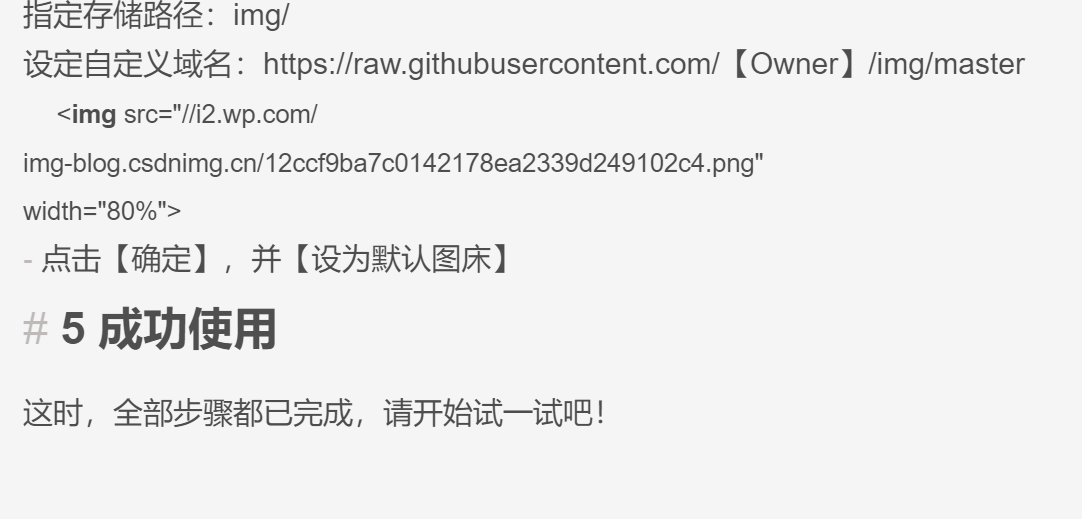 指定存储路径：img/
设定自定义域名：https://raw.githubusercontent.com/【Owner】/img/master
<img src="//i2.wp.com/
img-blog.csdnimg.cn/12ccf9ba7c0142178ea2339d249102c4.png"
width="80%">
- 点击【确定】，并【设为默认图床】
# 5 成功使用
这时，全部步骤都已完成，请开始试一试吧！